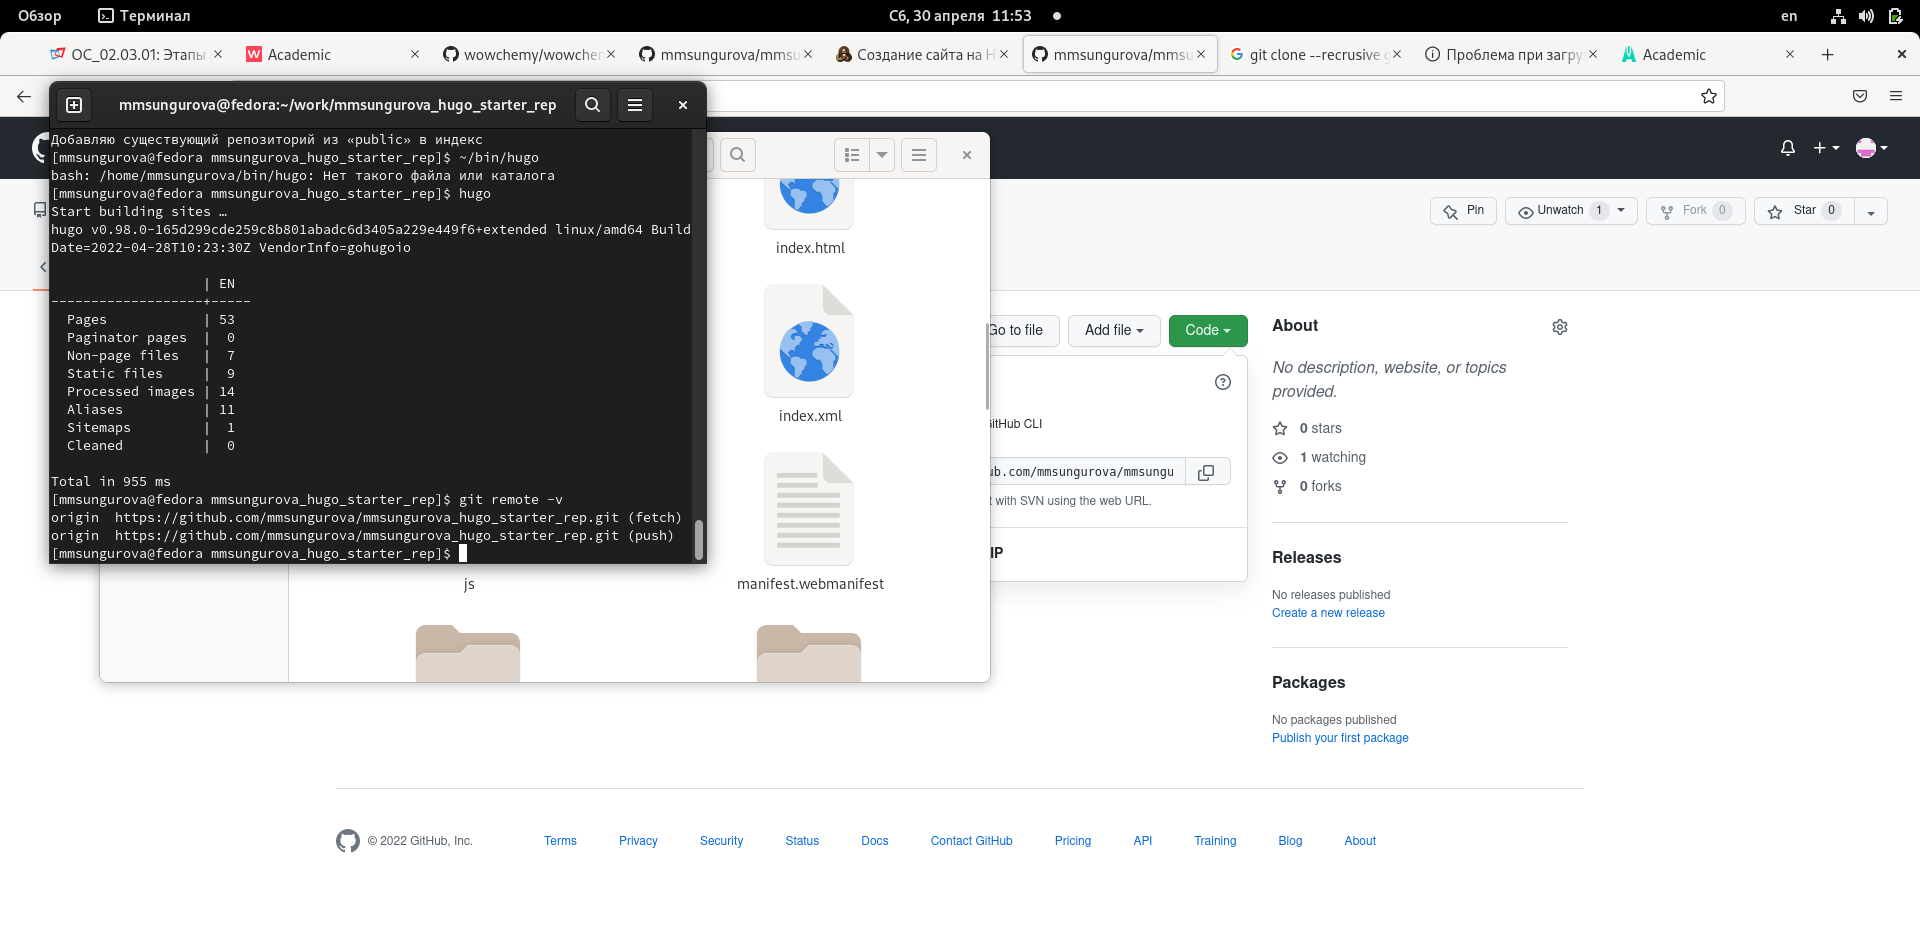 Обзор
Терминал
Сб, 30 апреля 11:53
en
ОС_02.03.01: Этапы
Academic
wowchemy/wowchem
mmsungurova/mmsu
Создание сайта на H
mmsungurova/mmsu
git clone --recrusive g
Проблема при загру
Academic
mmsungurova@fedora:~/work/mmsungurova_hugo_starter_rep
Добавляю существующий репозиторий из «public» в индекс
[mmsungurova@fedora mmsungurova_hugo_starter_rep]$ ~/bin/hugo
bash: /home/mmsungurova/bin/hugo: Нет такого файла или каталога
[mmsungurova@fedora mmsungurova_hugo_starter_rep]$ hugo
Start building sites …
hugo v0.98.0-165d299cde259c8b801abadc6d3405a229e449f6+extended linux/amd64 Build
Date=2022-04-28T10:23:30Z VendorInfo=gohugoio
| EN
-------------------+-----
Pages | 53
Paginator pages | 0
Non-page files | 7
Static files | 9
Processed images | 14
Aliases | 11
Sitemaps | 1
Cleaned | 0
Total in 955 ms
[mmsungurova@fedora mmsungurova_hugo_starter_rep]$ git remote -v
origin https://github.com/mmsungurova/mmsungurova_hugo_starter_rep.git (fetch)
origin https://github.com/mmsungurova/mmsungurova_hugo_starter_rep.git (push)
[mmsungurova@fedora mmsungurova_hugo_starter_rep]$
index.html
index.xml
js
manifest.webmanifest
Pin
Unwatch 1
Fork 0
Star 0
Go to file
Add file
Code
GitHub CLI
ub.com/mmsungurova/mmsungu
t with SVN using the web URL.
IP
About
No description, website, or topics
provided.
0 stars
1 watching
0 forks
Releases
No releases published
Create a new release
Packages
No packages published
Publish your first package
© 2022 GitHub, Inc.
Terms
Privacy
Security
Status
Docs
Contact GitHub
Pricing
API
Training
Blog
About